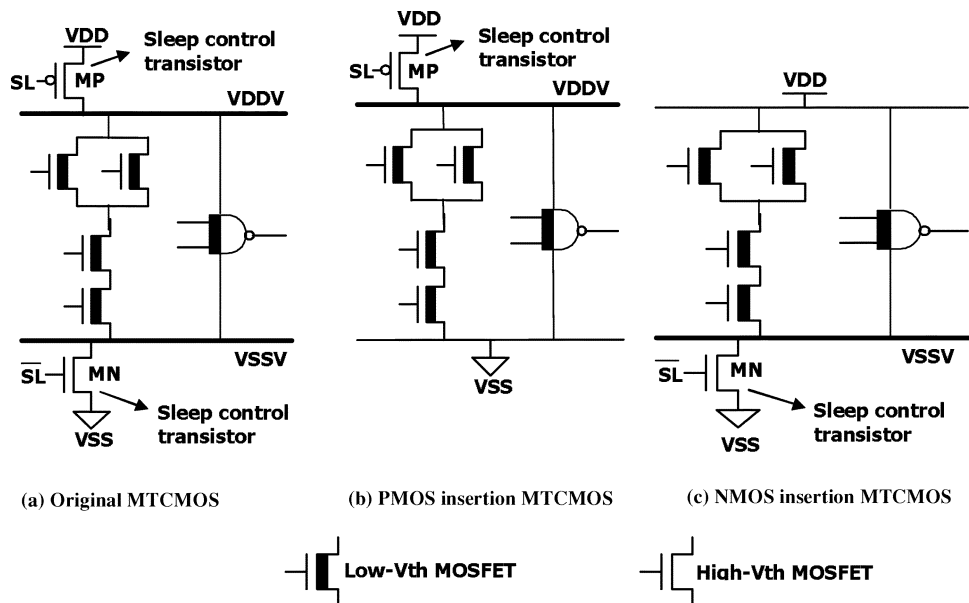 VDD
Sleep control
transistor
SL
MP
VDDV
VSSV
SL
MN
Sleep control
transistor
VSS
(a) Original MTCMOS
VDD
Sleep control
transistor
SL
MP
VDDV
VSS
(b) PMOS insertion MTCMOS
VDD
VSSV
SL
MN
Sleep control
transistor
VSS
(c) NMOS insertion MTCMOS
Low-Vth MOSFET
High-Vth MOSFET